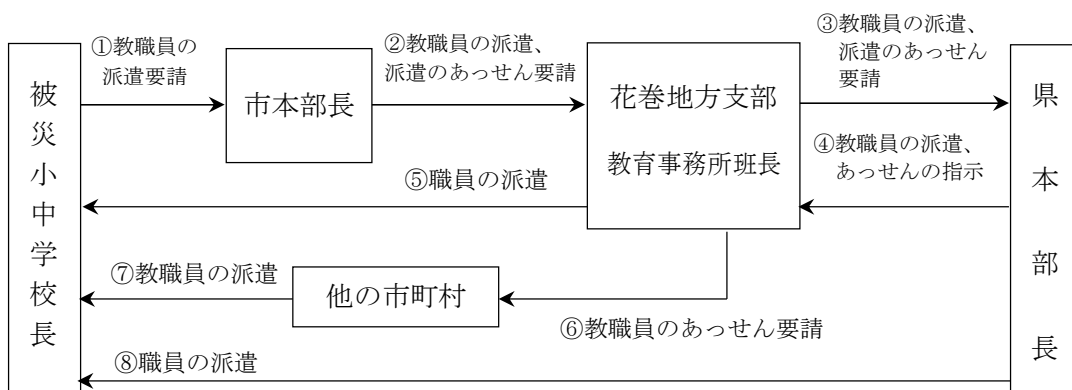 被災小中学校長
①教職員の
派遣要請
市本部長
②教職員の派遣、
派遣のあっせん要請
花巻地方支部
教育事務所班長
③教職員の派遣、
派遣のあっせん
要請
④教職員の派遣、
あっせんの指示
県本部長
⑤職員の派遣
⑦教職員の派遣
他の市町村
⑥教職員のあっせん要請
⑧職員の派遣